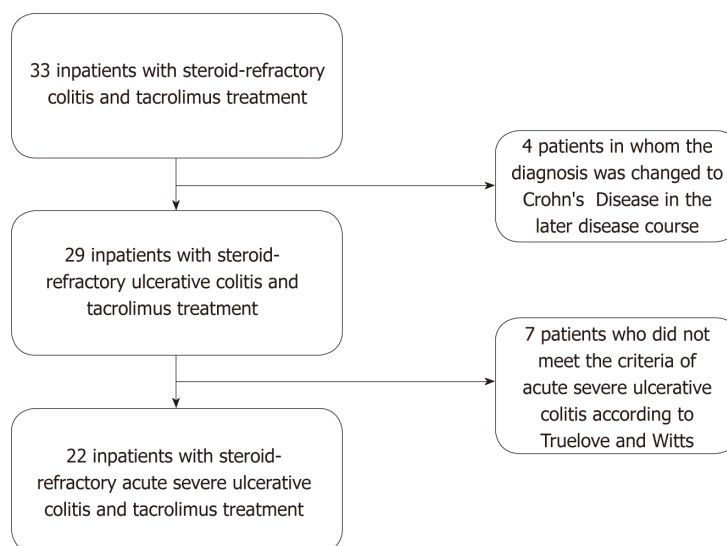 33 inpatients with steroid-refractory
colitis and tacrolimus treatment
4 patients in whom the
diagnosis was changed to
Crohn's Disease in the
later disease course
29 inpatients with steroid-
refractory ulcerative colitis and
tacrolimus treatment
7 patients who did not
meet the criteria of
acute severe ulcerative
colitis according to
Truelove and Witts
22 inpatients with steroid-
refractory acute severe ulcerative
colitis and tacrolimus treatment